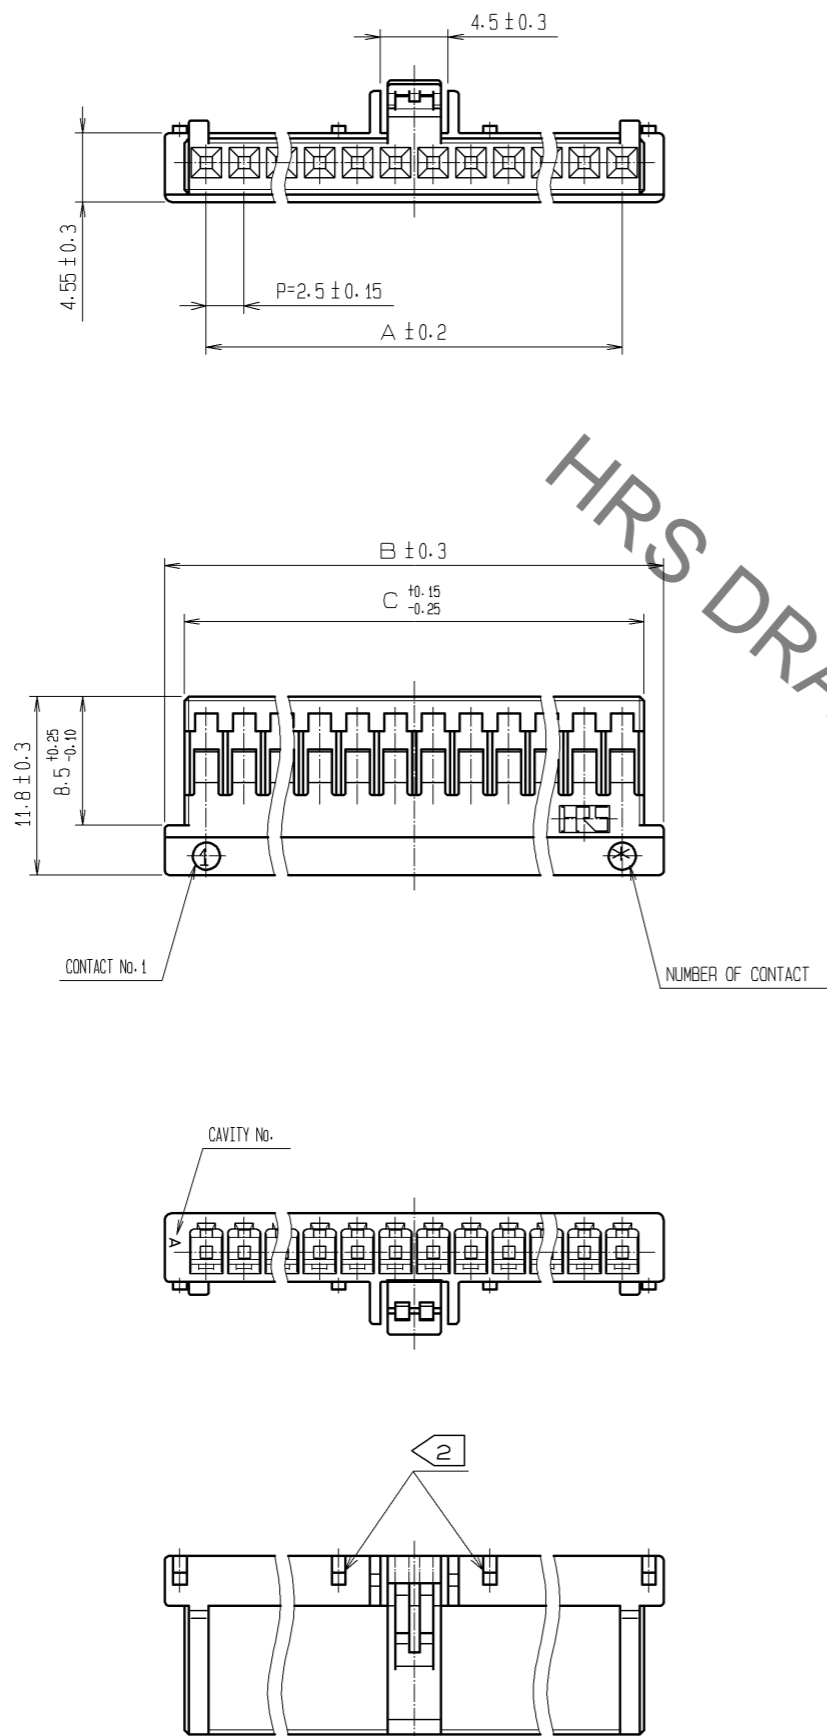 4.5±0.3
4.55±0.3
P=2.5±0.15
A ±0.2
HRS DRA
B ±0.3
C +0.15 -0.25
11.8±0.3
8.5 +0.25 -0.10
1
*
CONTACT No.1
NUMBER OF CONTACT
CAVITY No.
A
2